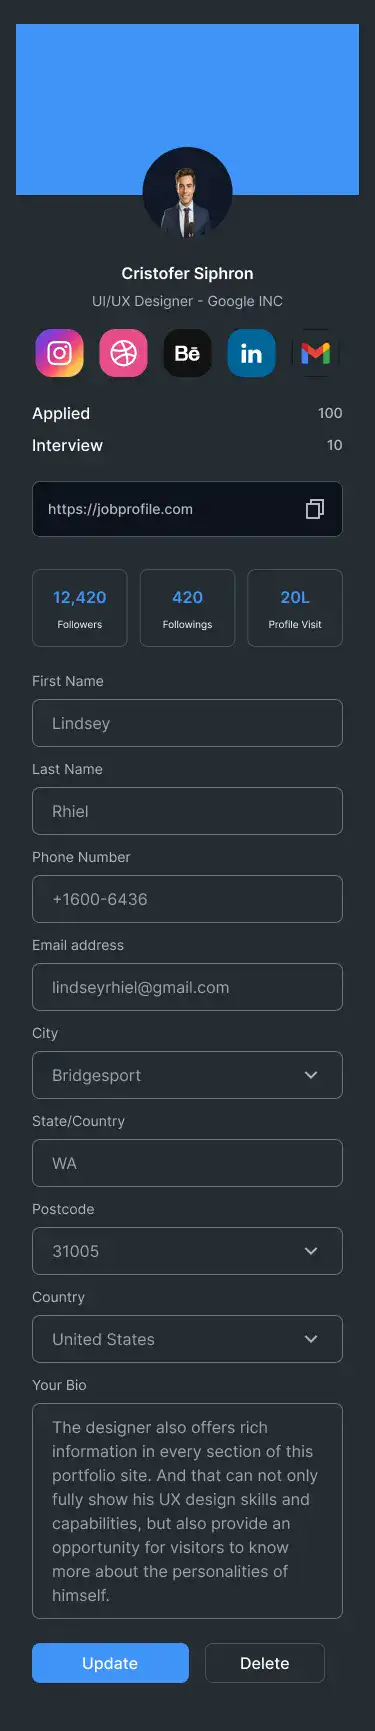 Cristofer Siphron
UI/UX Designer - Google INC
Bē
in
Applied 100
Interview 10
https://jobprofile.com
12,420 420 20L
Followers Followings Profile Visit
First Name
Lindsey
Last Name
Rhiel
Phone Number
+1600-6436
Email address
lindseyrhiel@gmail.com
City
Bridgesport
State/Country
WA
Postcode
31005
Country
United States
Your Bio
The designer also offers rich
information in every section of this
portfolio site. And that can not only
fully show his UX design skills and
capabilities, but also provide an
opportunity for visitors to know
more about the personalities of
himself.
Update Delete